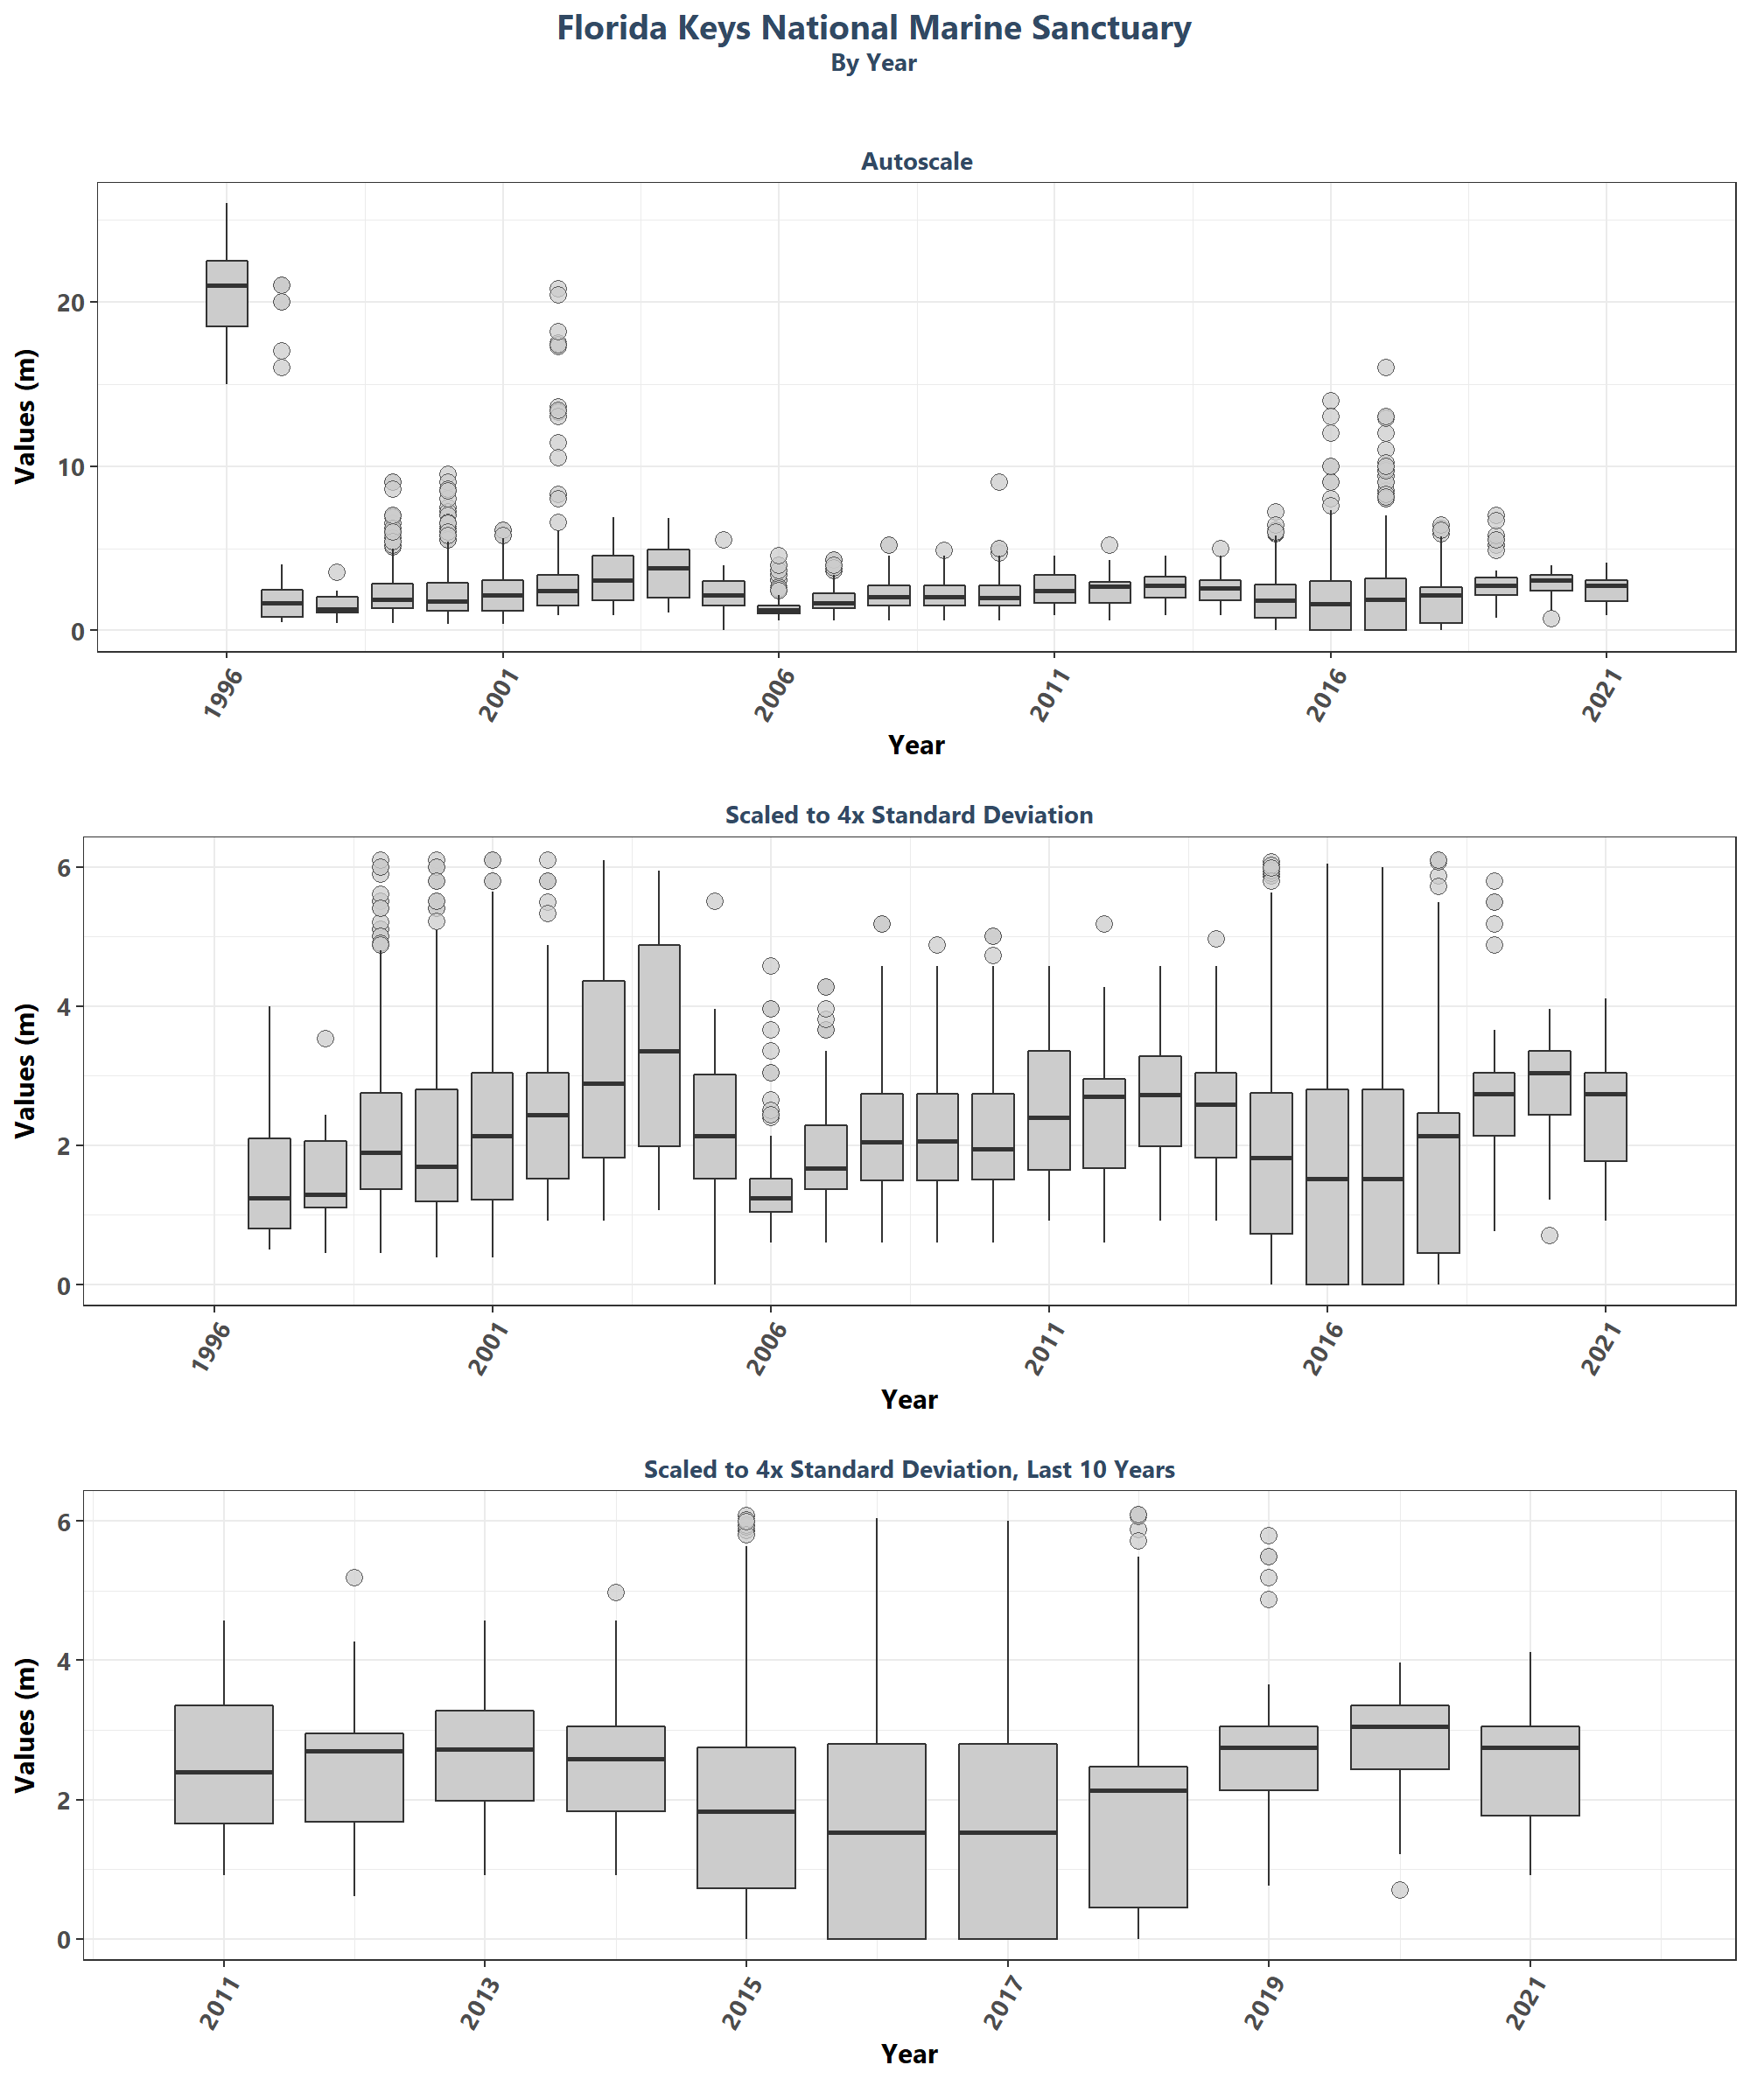 Florida Keys National Marine Sanctuary
By Year
Autoscale
Values (m)
20
10
0
1996
2001
2006
2011
2016
2021
Year
Scaled to 4x Standard Deviation
Values (m)
6
4
2
0
1996
2001
2006
2011
2016
2021
Year
Scaled to 4x Standard Deviation, Last 10 Years
Values (m)
6
4
2
0
2011
2013
2015
2017
2019
2021
Year